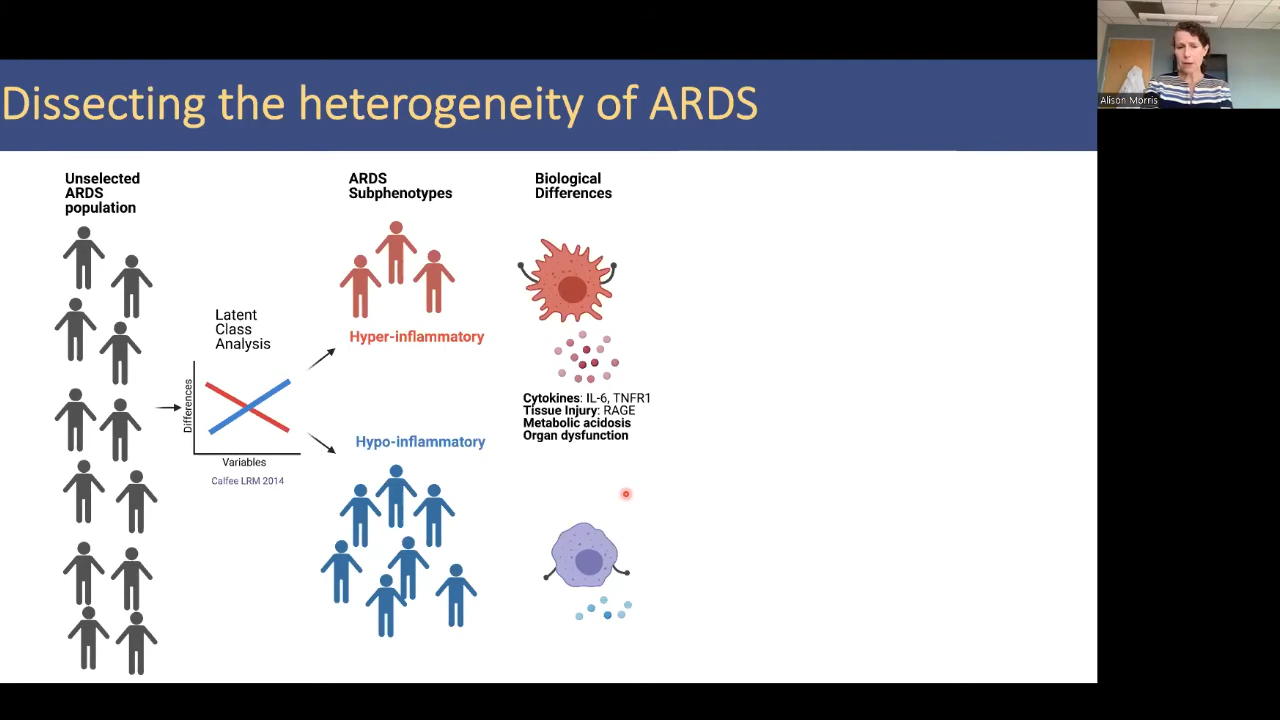 Dissecting the heterogeneity of ARDS
Alison Morris
Unselected
ARDS
population
ARDS
Subphenotypes
Biological
Differences
Latent
Class
Analysis
Differences
Variables
Calfee LRM 2014
Hyper-inflammatory
Hypo-inflammatory
Cytokines: IL-6, TNFR1
Tissue Injury: RAGE
Metabolic acidosis
Organ dysfunction